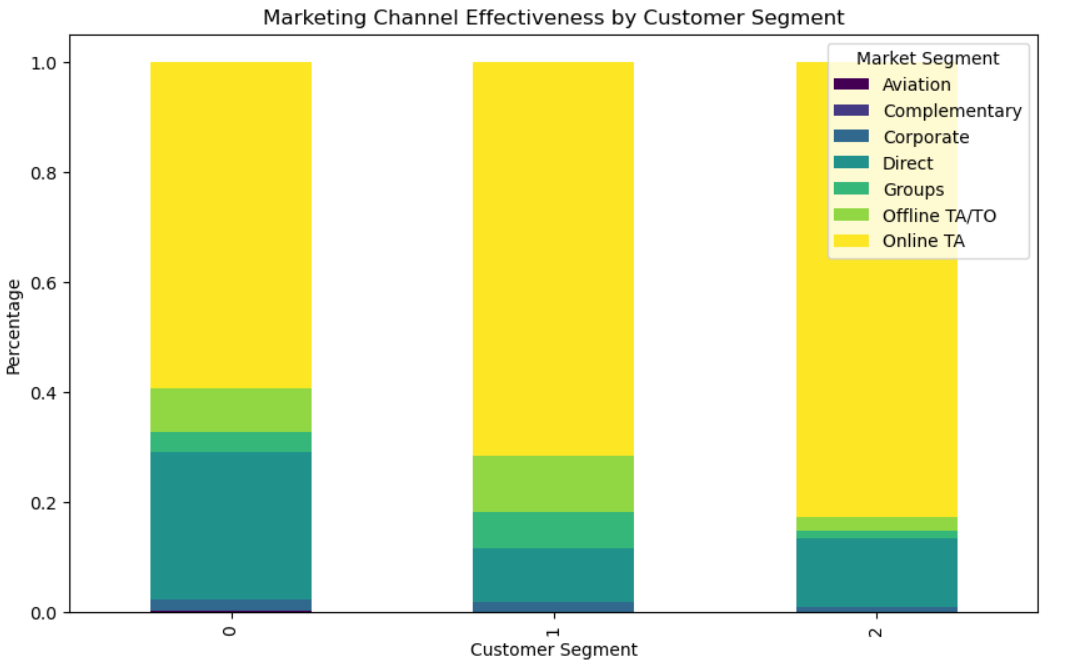 Marketing Channel Effectiveness by Customer Segment
Market Segment
Aviation
Complementary
Corporate
Direct
Groups
Offline TA/TO
Online TA
Percentage
1.0
0.8
0.6
0.4
0.2
0.0
0
1
2
Customer Segment